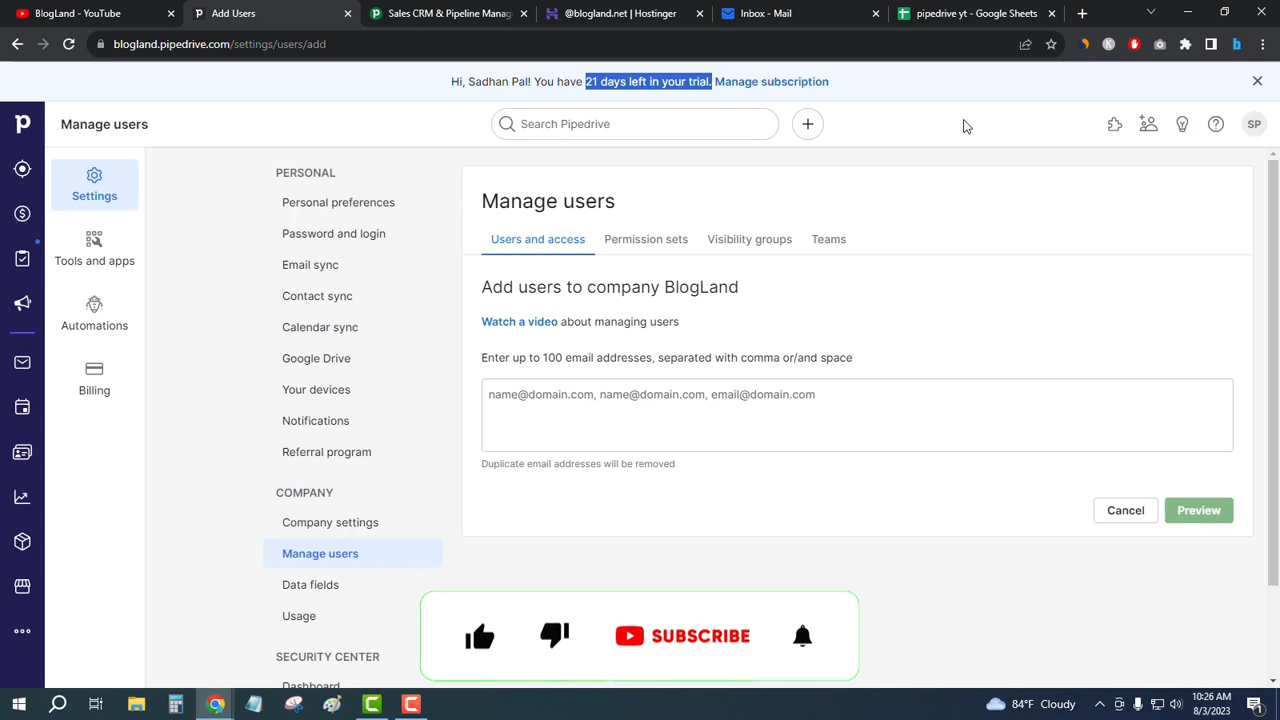 BlogLand - YouTube
Add Users
Sales CRM & Pipeline Manag
@blogland.net | Hostinger
Inbox - Mail
pipedrive - Google Sheets
blogland.pipedrive.com/settings/users/add
Hi, Sadhan Pal! You have 21 days left in your trial. Manage subscription
Manage users
Search Pipedrive
SP
Settings
Tools and apps
Automations
Billing
PERSONAL
Personal preferences
Password and login
Email sync
Contact sync
Calendar sync
Google Drive
Your devices
Notifications
Referral program
COMPANY
Company settings
Manage users
Data fields
Usage
SECURITY CENTER
Dashboard
Manage users
Users and access
Permission sets
Visibility groups
Teams
Add users to company BlogLand
Watch a video about managing users
Enter up to 100 email addresses, separated with comma or/and space
name@domain.com, name@domain.com, email@domain.com
Duplicate email addresses will be removed
Cancel
Preview
SUBSCRIBE
84°F Cloudy
10:26 AM
8/3/2023